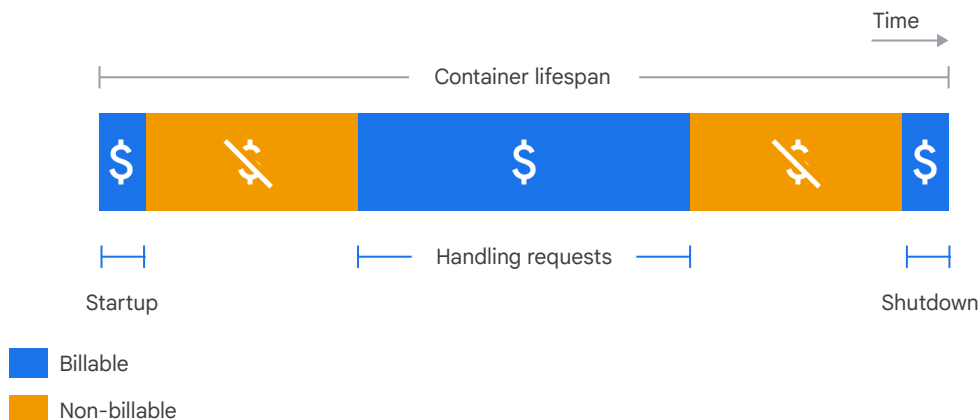 Time
Container lifespan
$ $ $ $ $
Handling requests
Startup Shutdown
Billable
Non-billable